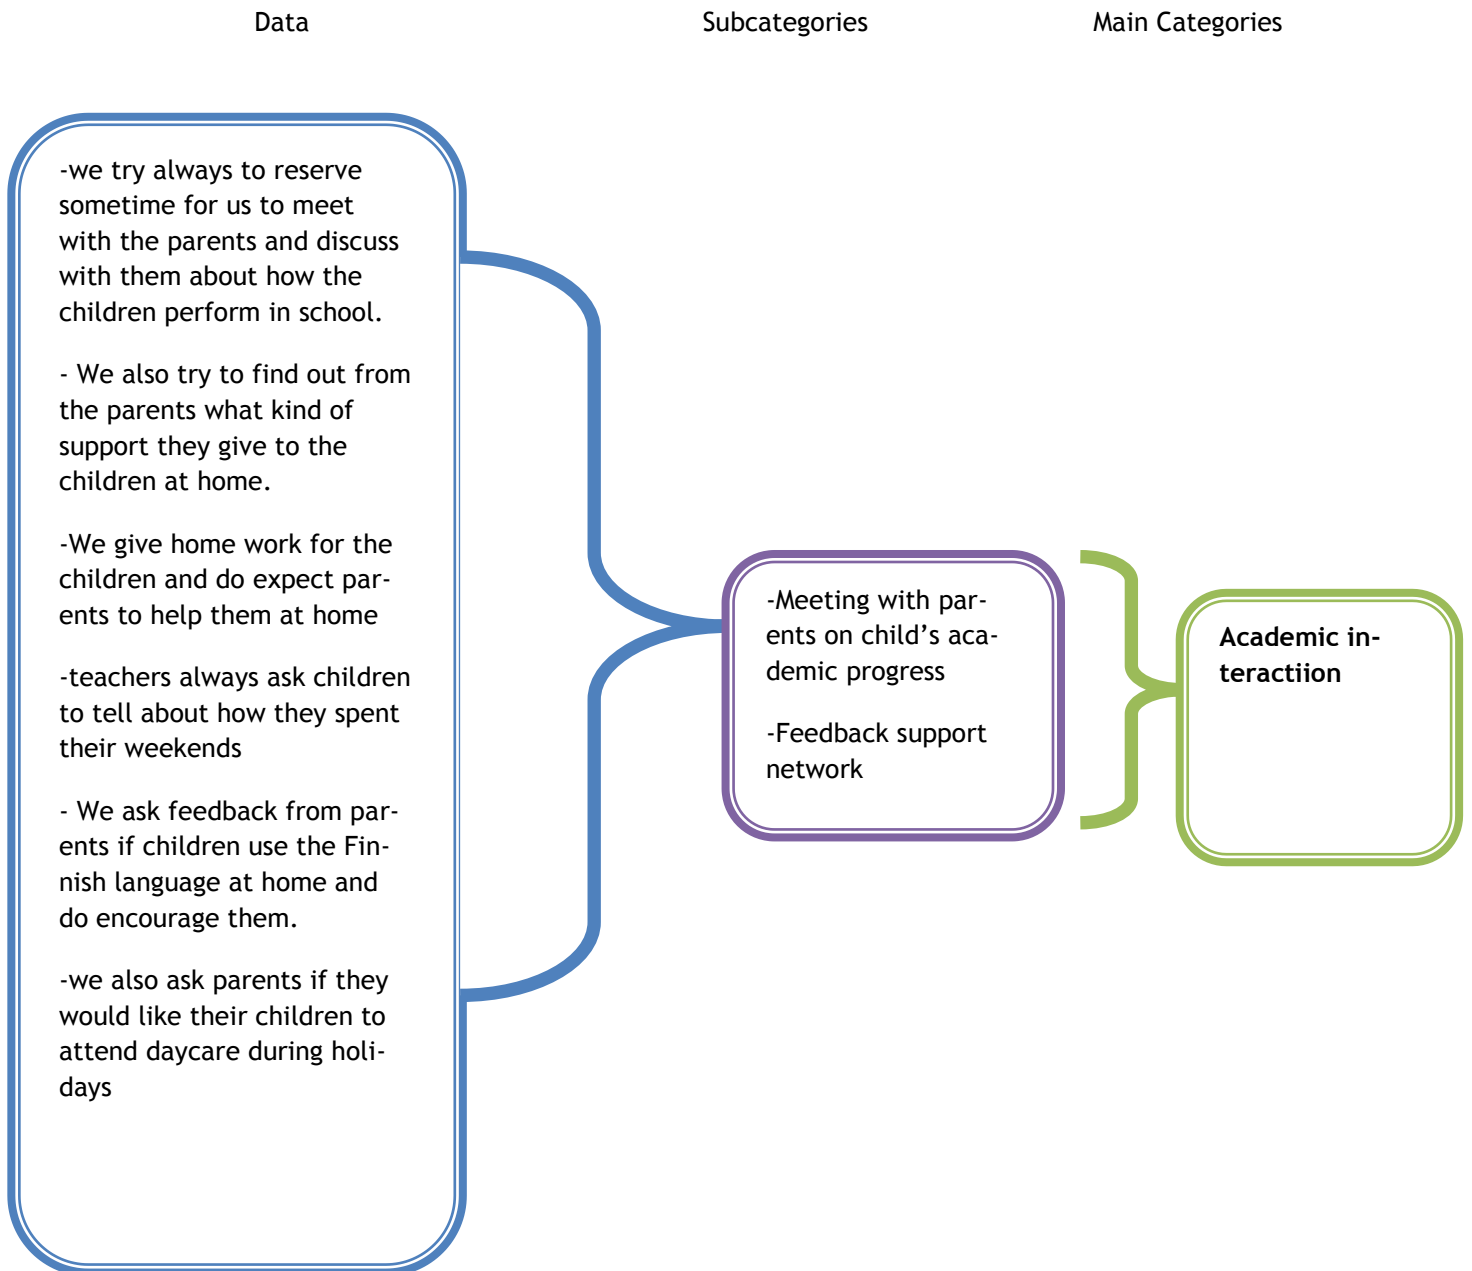 Data Subcategories Main Categories
-we try always to reserve
sometime for us to meet
with the parents and discuss
with them about how the
children perform in school.
- We also try to find out from
the parents what kind of
support they give to the
children at home.
-We give home work for the
children and do expect par-
ents to help them at home
-teachers always ask children
to tell about how they spent
their weekends
- We ask feedback from par-
ents if children use the Fin-
nish language at home and
do encourage them.
-we also ask parents if they
would like their children to
attend daycare during holi-
days
-Meeting with par-
ents on child’s aca-
demic progress
-Feedback support
network
Academic in-
teractiion